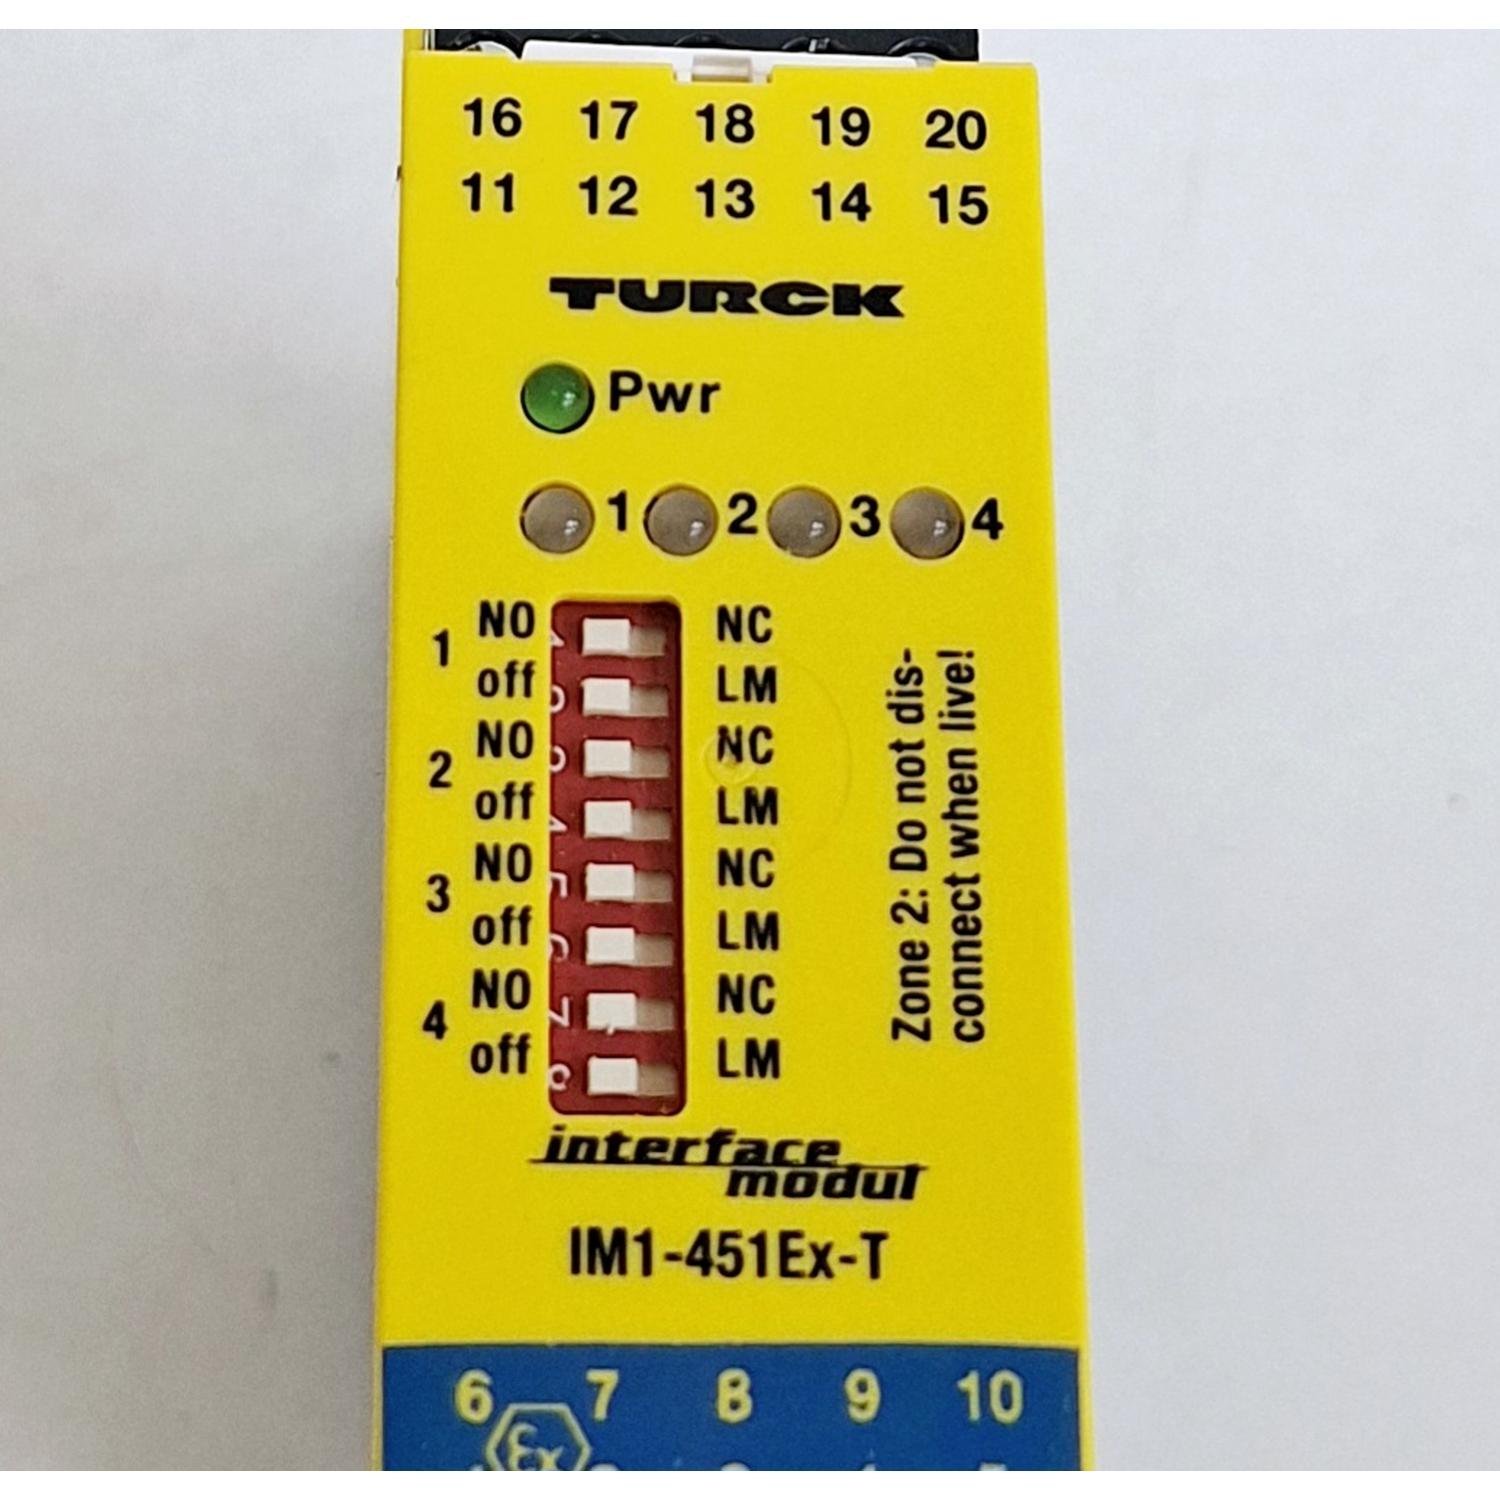 16 17 18 19 20
11 12 13 14 15
TURCK
Pwr
1 2 3 4
1 NO NC
off LM
2 NO NC
off LM
3 NO NC
off LM
4 NO NC
off LM
Zone 2: Do not dis-
connect when live!
interface
modul
IM1-451Ex-T
6 7 8 9 10
Ex